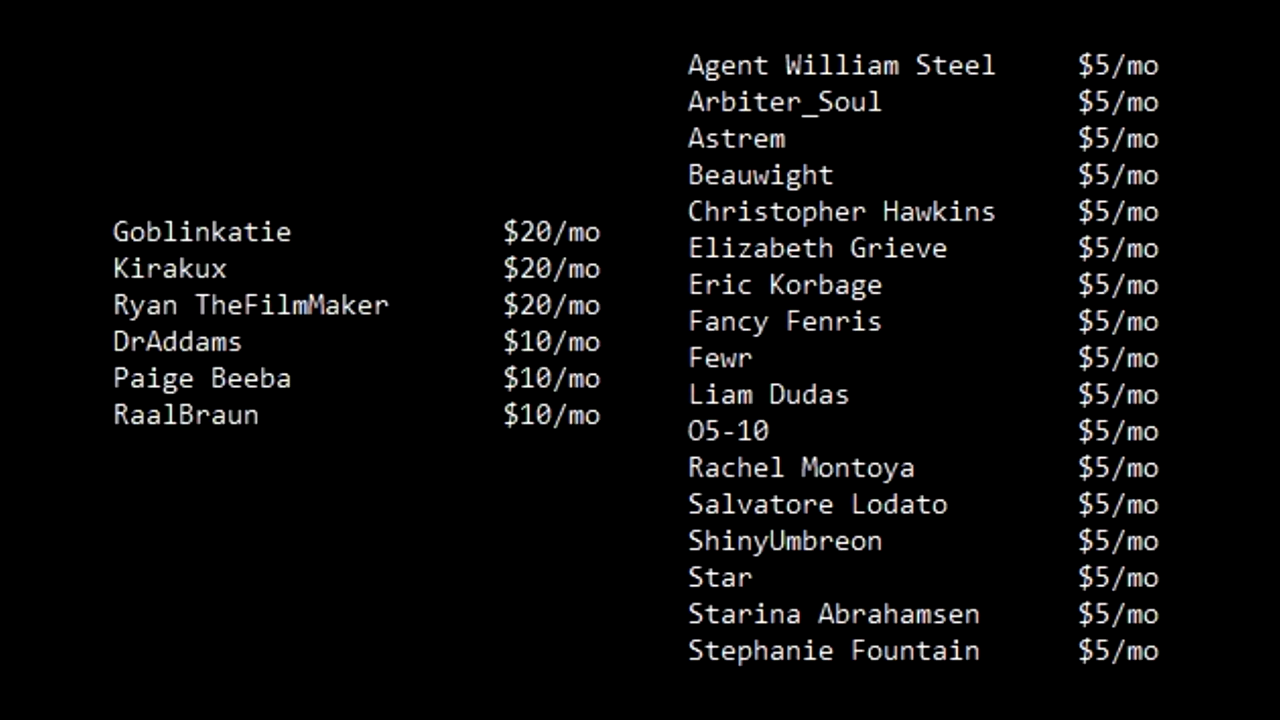 Goblinkatie $20/mo
Kirakux $20/mo
Ryan TheFilmMaker $20/mo
DrAddams $10/mo
Paige Beeba $10/mo
RaalBraun $10/mo
Agent William Steel $5/mo
Arbiter_Soul $5/mo
Astrem $5/mo
Beauwight $5/mo
Christopher Hawkins $5/mo
Elizabeth Grieve $5/mo
Eric Korbage $5/mo
Fancy Fenris $5/mo
Fewr $5/mo
Liam Dudas $5/mo
O5-10 $5/mo
Rachel Montoya $5/mo
Salvatore Lodato $5/mo
ShinyUmbreon $5/mo
Star $5/mo
Starina Abrahamsen $5/mo
Stephanie Fountain $5/mo